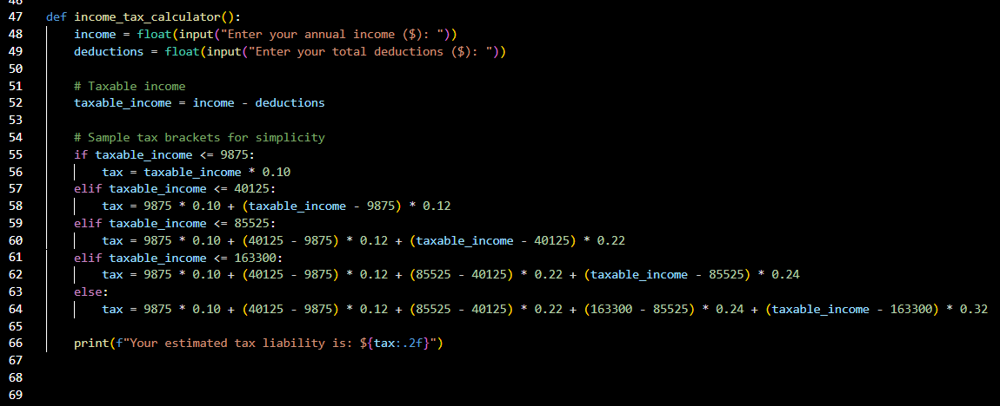 46
47 def income_tax_calculator():
48     income = float(input("Enter your annual income ($): "))
49     deductions = float(input("Enter your total deductions ($): "))
50
51     # Taxable income
52     taxable_income = income - deductions
53
54     # Sample tax brackets for simplicity
55     if taxable_income <= 9875:
56         tax = taxable_income * 0.10
57     elif taxable_income <= 40125:
58         tax = 9875 * 0.10 + (taxable_income - 9875) * 0.12
59     elif taxable_income <= 85525:
60         tax = 9875 * 0.10 + (40125 - 9875) * 0.12 + (taxable_income - 40125) * 0.22
61     elif taxable_income <= 163300:
62         tax = 9875 * 0.10 + (40125 - 9875) * 0.12 + (85525 - 40125) * 0.22 + (taxable_income - 85525) * 0.24
63     else:
64         tax = 9875 * 0.10 + (40125 - 9875) * 0.12 + (85525 - 40125) * 0.22 + (163300 - 85525) * 0.24 + (taxable_income - 163300) * 0.32
65
66     print(f"Your estimated tax liability is: ${tax:.2f}")
67
68
69